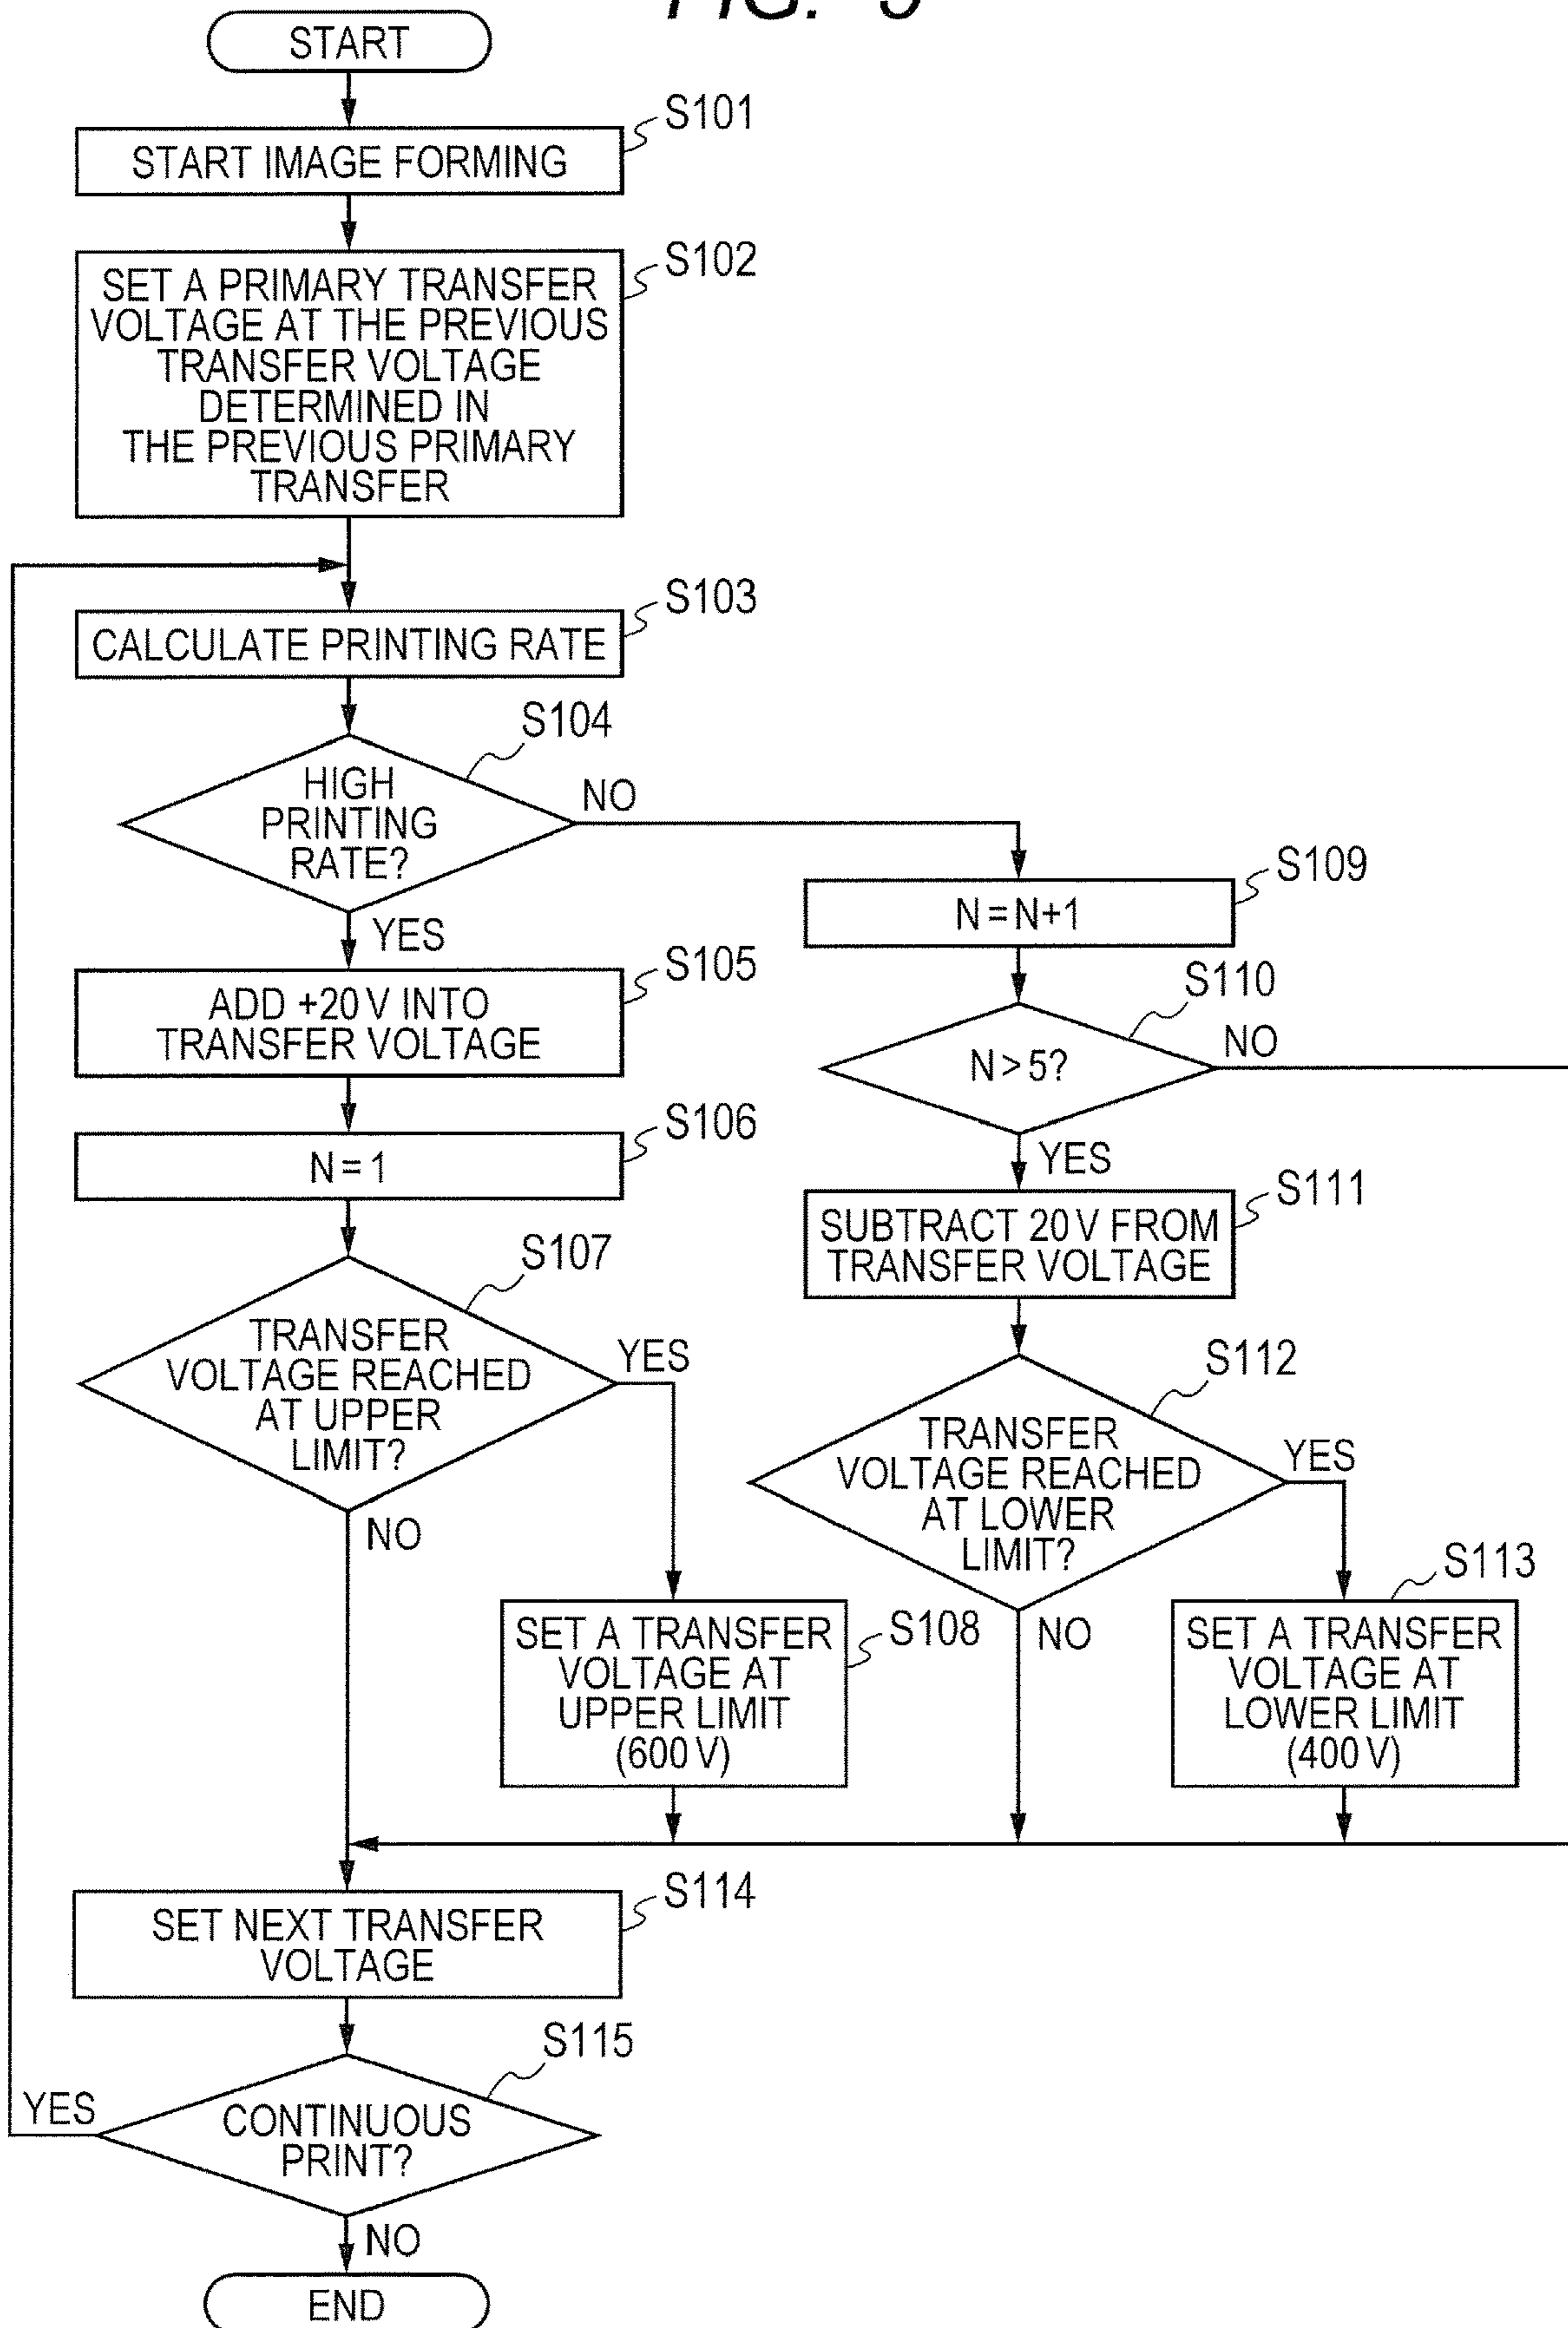 START
S101
START IMAGE FORMING
S102
SET A PRIMARY TRANSFER
VOLTAGE AT THE PREVIOUS
TRANSFER VOLTAGE
DETERMINED IN
THE PREVIOUS PRIMARY
TRANSFER
S103
CALCULATE PRINTING RATE
S104
HIGH
PRINTING
RATE?
NO
YES
S105
ADD +20 V INTO
TRANSFER VOLTAGE
S106
N = 1
S107
TRANSFER
VOLTAGE REACHED
AT UPPER
LIMIT?
YES
NO
S108
SET A TRANSFER
VOLTAGE AT
UPPER LIMIT
(600 V)
S109
N = N+1
S110
N > 5?
NO
YES
S111
SUBTRACT 20 V FROM
TRANSFER VOLTAGE
S112
TRANSFER
VOLTAGE REACHED
AT LOWER
LIMIT?
YES
NO
S113
SET A TRANSFER
VOLTAGE AT
LOWER LIMIT
(400 V)
S114
SET NEXT TRANSFER
VOLTAGE
S115
CONTINUOUS
PRINT?
YES
NO
END